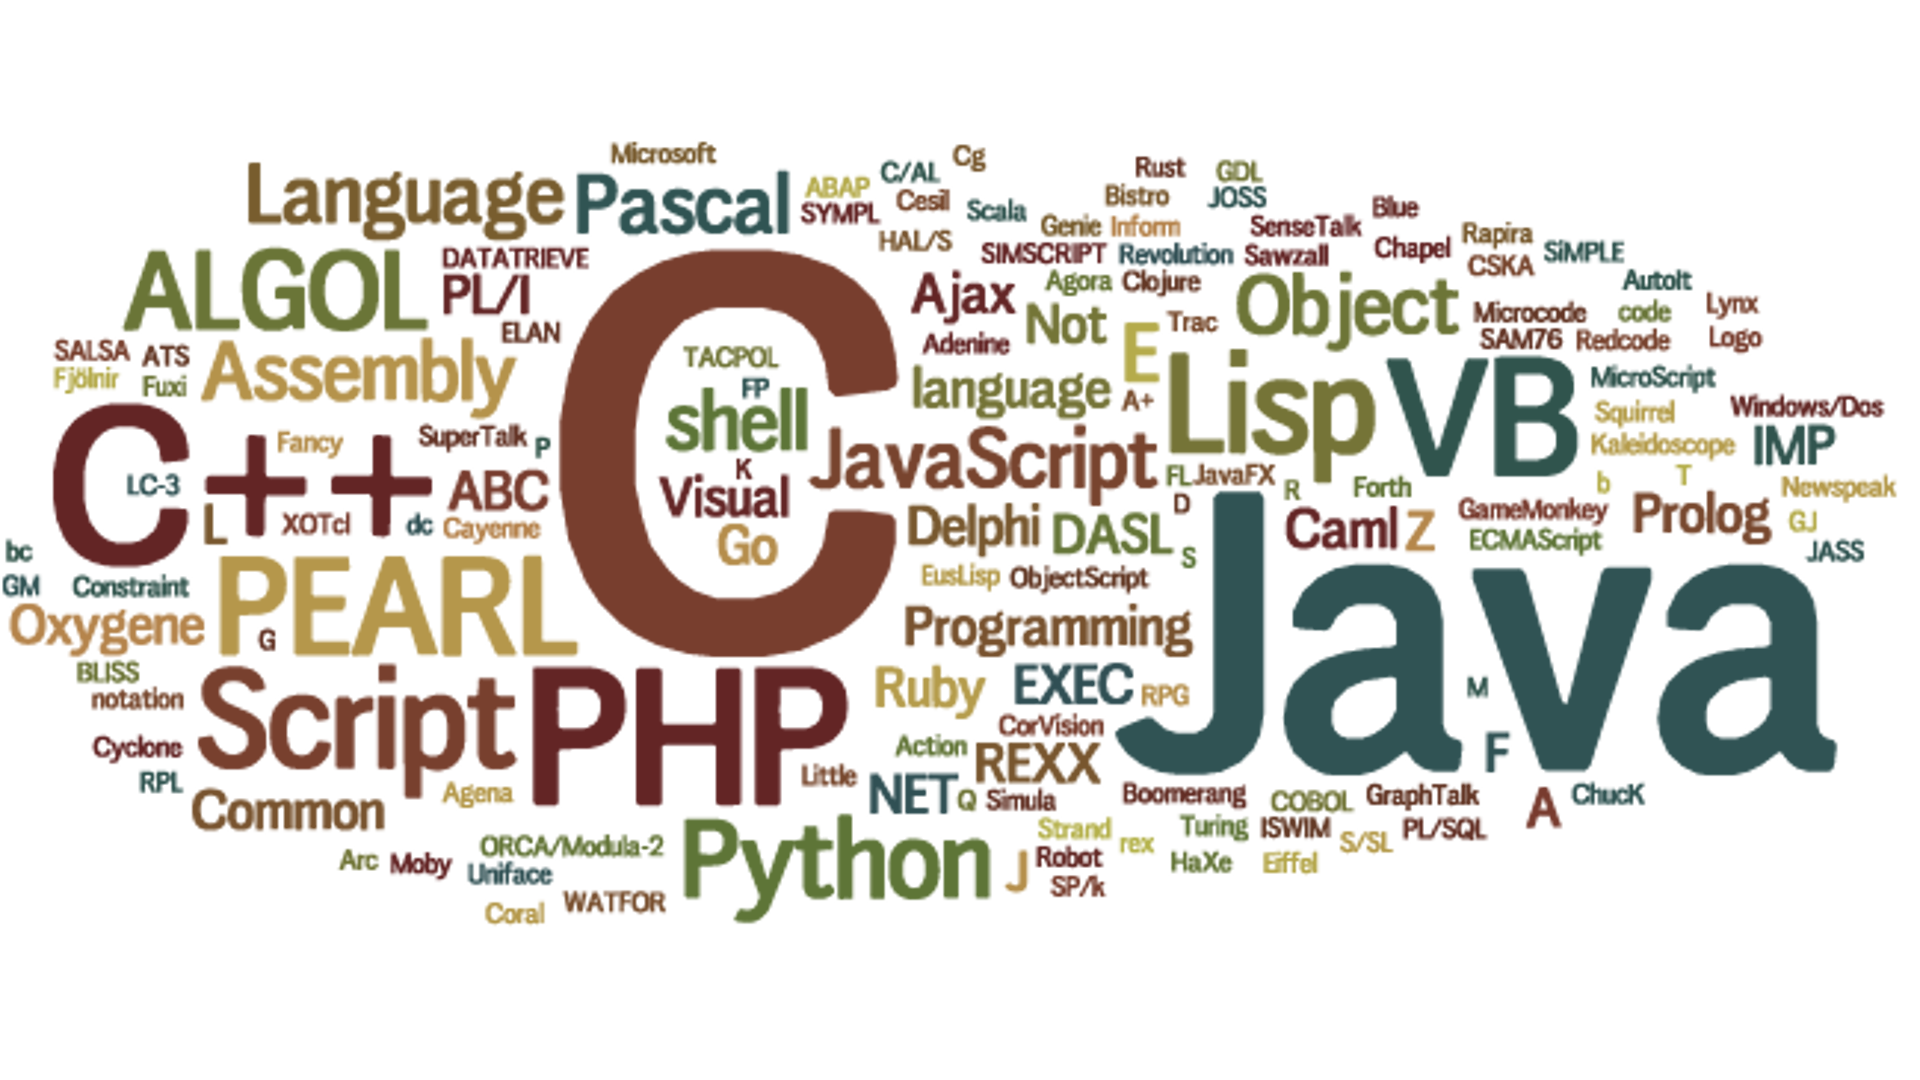 Microsoft
Cg
Language
Pascal
ABAP
C/AL
Rust
GDL
SYMPL
Cesil
Scala
Bistro
JOSS
Blue
HAL/S
Genie
Inform
SenseTalk
Rapira
ALGOL
DATATRIEVE
SIMSCRIPT
Revolution
Sawzall
Chapel
CSKA
SiMPLE
PL/I
C
Ajax
Agora
Clojure
Object
AutoIt
ELAN
Not
E
Trac
Microcode
code
Lynx
SALSA
ATS
Assembly
TACPOL
Adenine
SAM76
Redcode
Logo
Fjölnir
Fuxi
FP
language
A+
Lisp
VB
MicroScript
C++
Fancy
SuperTalk
P
shell
JavaScript
Squirrel
Windows/Dos
Kaleidoscope
IMP
LC-3
ABC
K
Visual
FL
JavaFX
R
Forth
b
T
Newspeak
L
XOTcl
dc
Cayenne
Go
Delphi
DASL
D
S
Java
Caml
Z
GameMonkey
ECMAScript
Prolog
GJ
JASS
bc
GM
Constraint
PEARL
EusLisp
ObjectScript
Oxygene
G
Programming
BLISS
notation
Script
PHP
Ruby
EXEC
RPG
M
Cyclone
CorVision
Action
REXX
F
RPL
Common
Agena
Little
NET
Q
Simula
Boomerang
COBOL
GraphTalk
A
ChucK
ORCA/Modula-2
Python
Strand
rex
Turing
ISWIM
S/SL
PL/SQL
Arc
Moby
Uniface
J
Robot
HaXe
Eiffel
SP/k
Coral
WATFOR